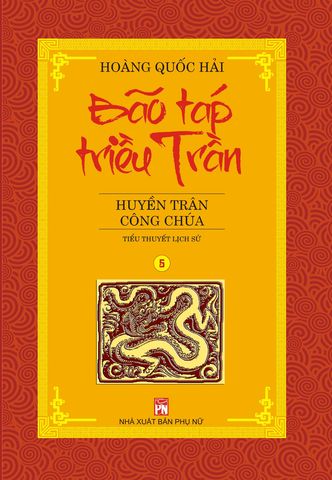 HOÀNG QUỐC HẢI
Bão táp
triều Trần
HUYỀN TRÂN
CÔNG CHÚA
TIỂU THUYẾT LỊCH SỬ
5
PN
NHÀ XUẤT BẢN PHỤ NỮ